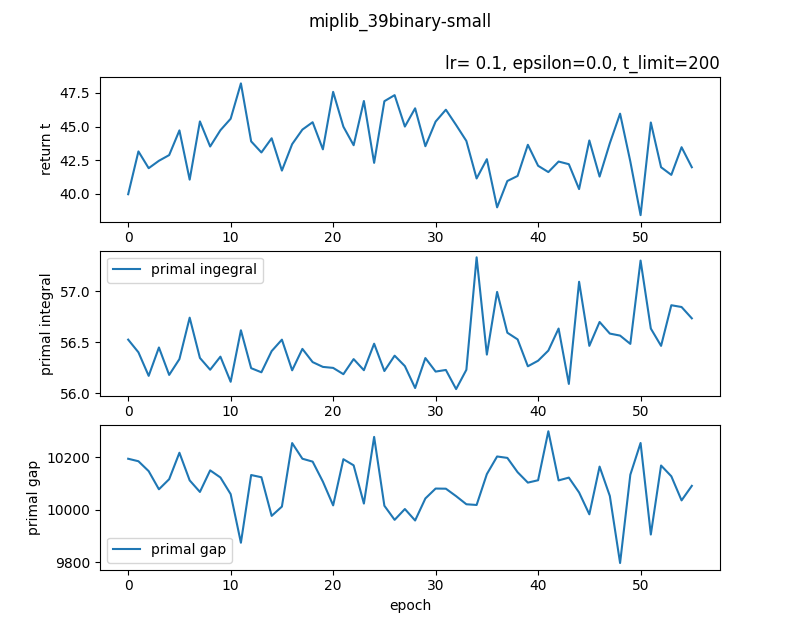 miplib_39binary-small
lr= 0.1, epsilon=0.0, t_limit=200
return t
47.5
45.0
42.5
40.0
0 10 20 30 40 50
primal integral
primal ingegral
57.0
56.5
56.0
0 10 20 30 40 50
primal gap
10200
10000
9800
primal gap
0 10 20 30 40 50
epoch